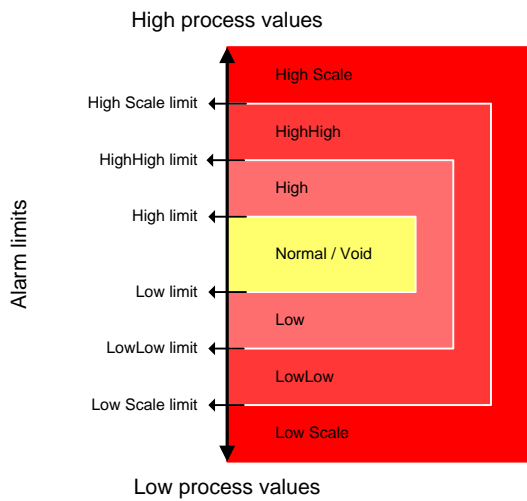 High process values
High Scale
High Scale limit
HighHigh
HighHigh limit
High
High limit
Normal / Void
Alarm limits
Low limit
Low
LowLow limit
LowLow
Low Scale limit
Low Scale
Low process values